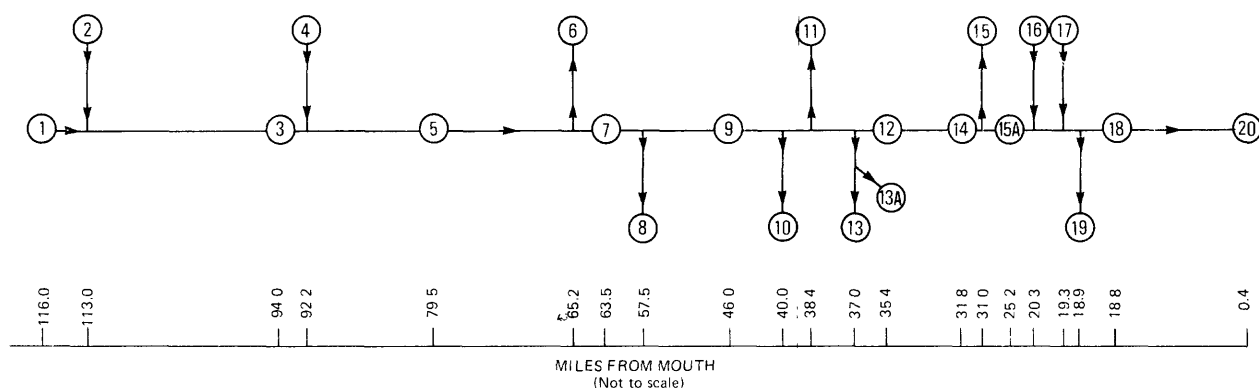 2 4 6 11 15 16 17
1 3 5 7 9 12 14 15A 18 20
13A
8 10 13 19
116.0 113.0 94 0 92.2 79 5 65.2 63.5 57.5 46 0 40.0 38.4 37 0 35.4 31.8 31 0 25 2 20 3 19.3 18.9 18 8 0.4
MILES FROM MOUTH
(Not to scale)